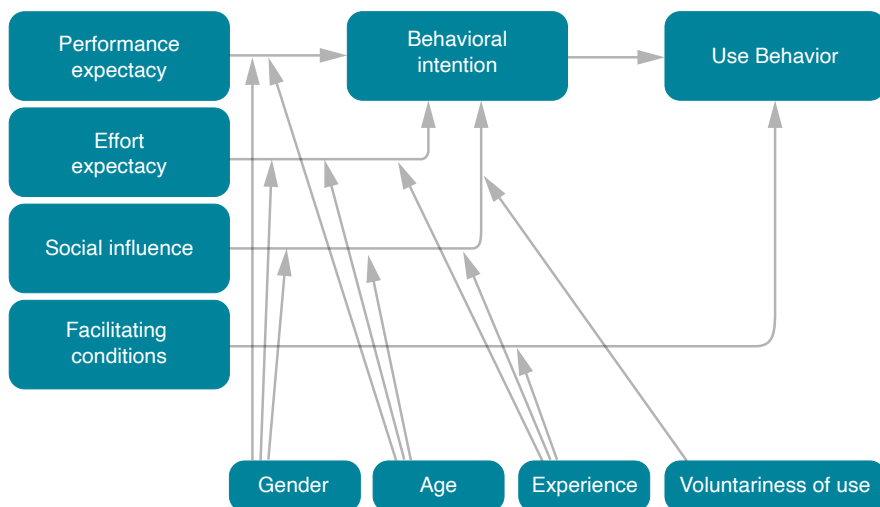 Performance
expectacy
Behavioral
intention
Use Behavior
Effort
expectacy
Social influence
Facilitating
conditions
Gender
Age
Experience
Voluntariness of use